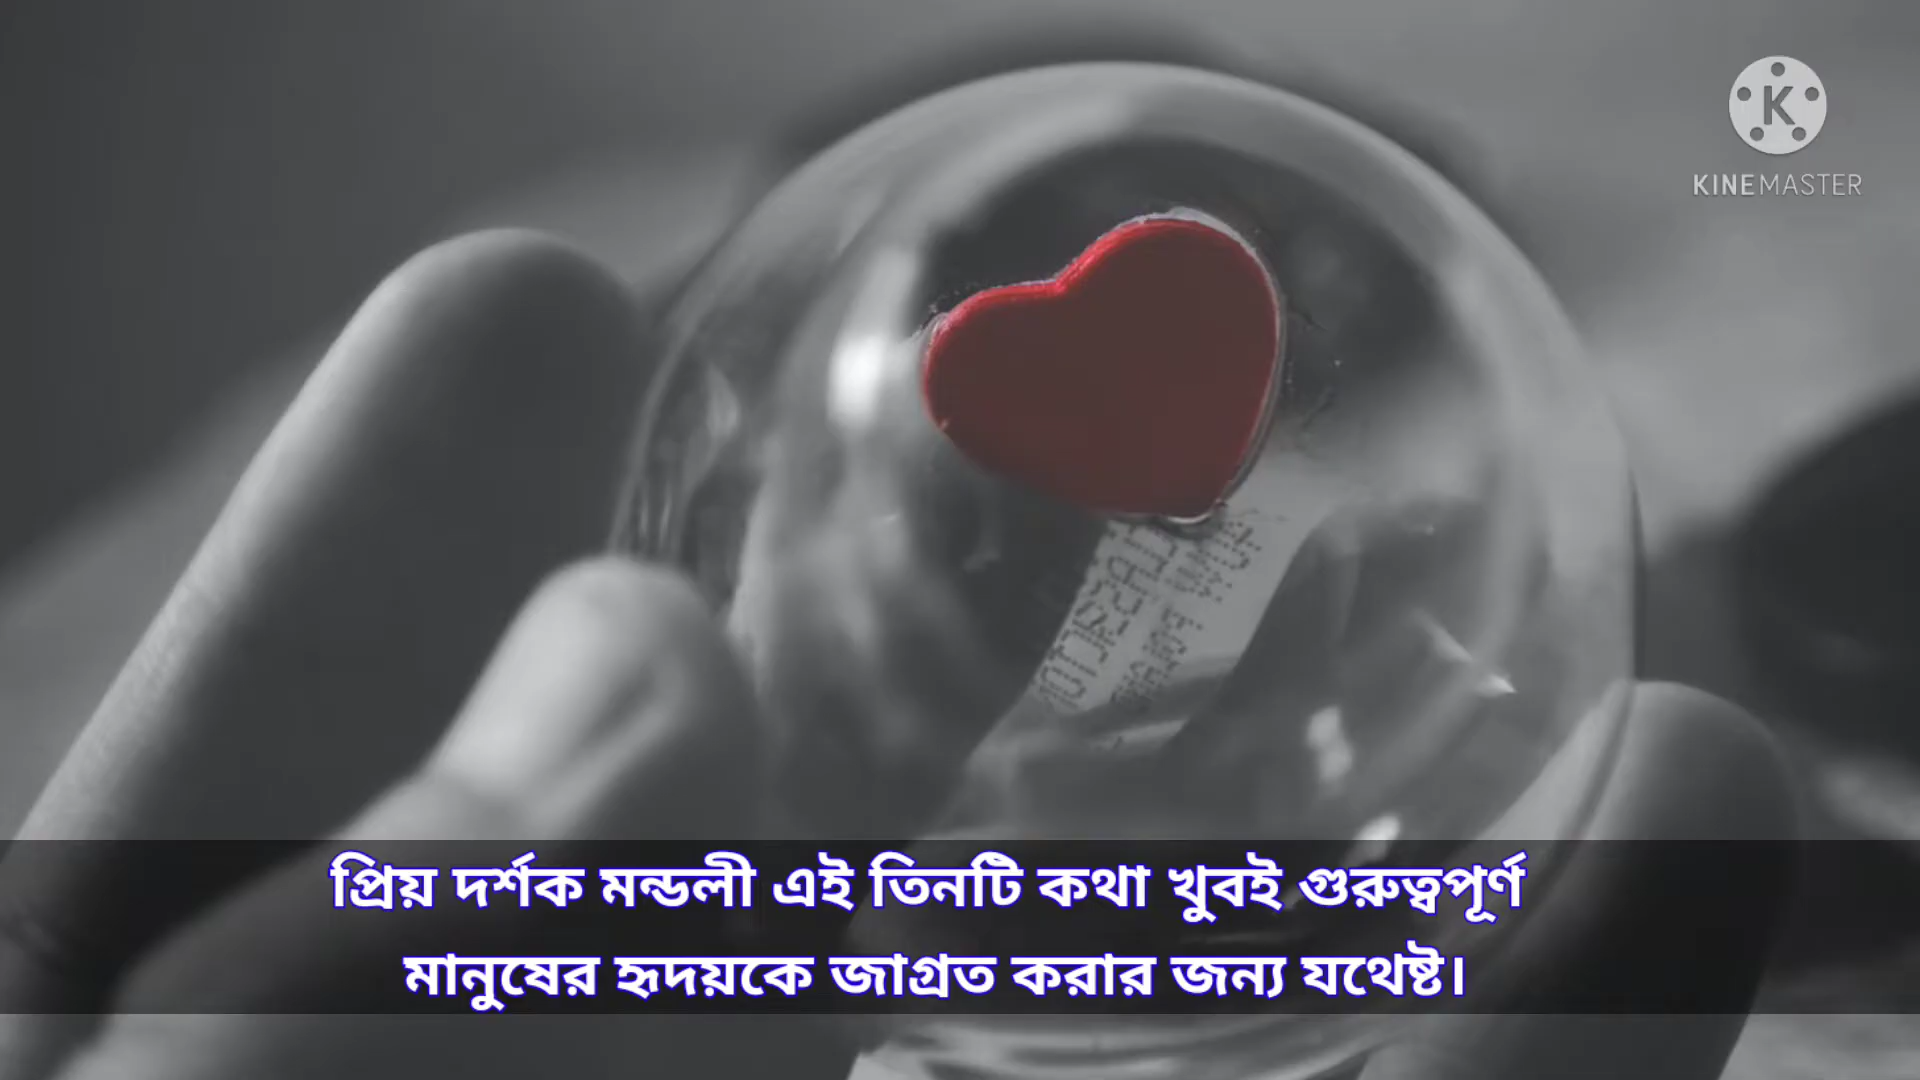 KINEMASTER
প্রিয় দর্শক মন্ডলী এই তিনটি কথা খুবই গুরুত্বপূর্ণ
মানুষের হৃদয়কে জাগ্রত করার জন্য যথেষ্ট।